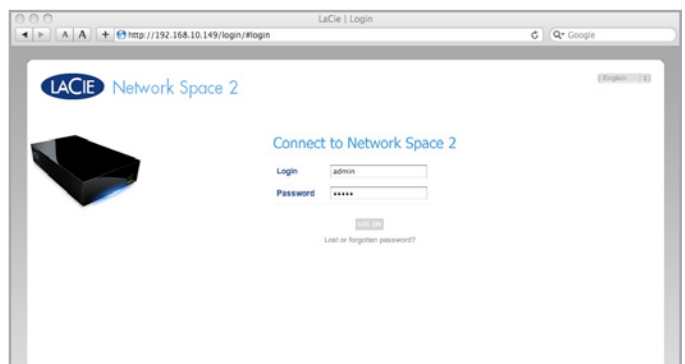 LaCie | Login
A A + http://192.168.10.149/login/#login Google
LACIE Network Space 2
English
Connect to Network Space 2
Login admin
Password •••••
LOG ON
Lost or forgotten password?